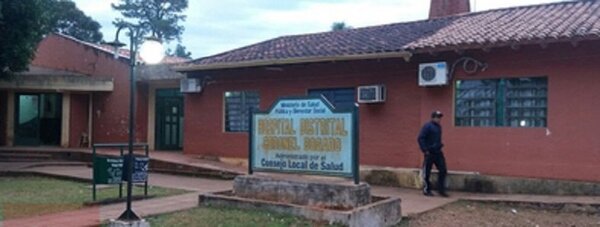 Ministerio de Salud
Pública y Bienestar Social
HOSPITAL DISTRITAL
CORONEL BOGADO
Administrado por el
Consejo Local de Salud